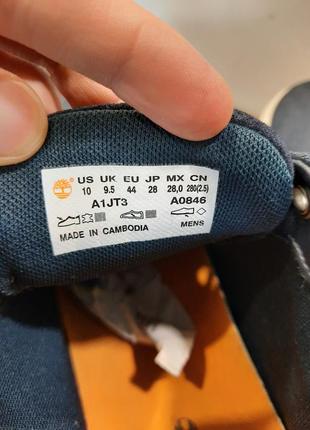 US UK EU JP MX CN
10 9.5 44 28 28,0 280(2.5)
A1JT3 A0846
MADE IN CAMBODIA MENS